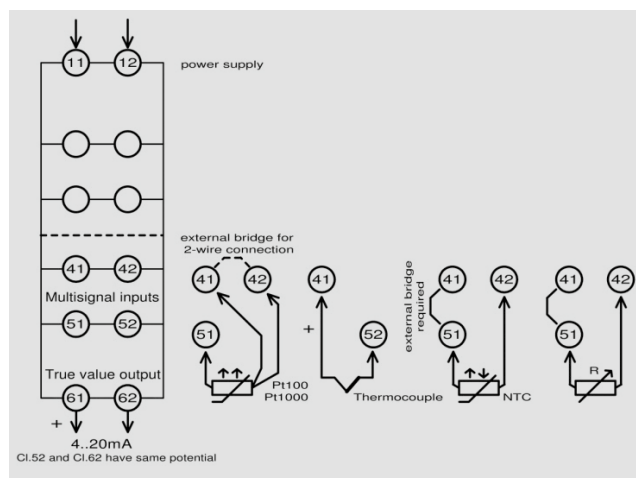 11
12
power supply
41
42
Multisignal inputs
51
52
True value output
61
62
+
4..20mA
Cl.52 and Cl.62 have same potential
external bridge for
2-wire connection
41
42
51
Pt100
Pt1000
41
+
52
Thermocouple
external bridge
required
41
42
51
NTC
41
42
51
R